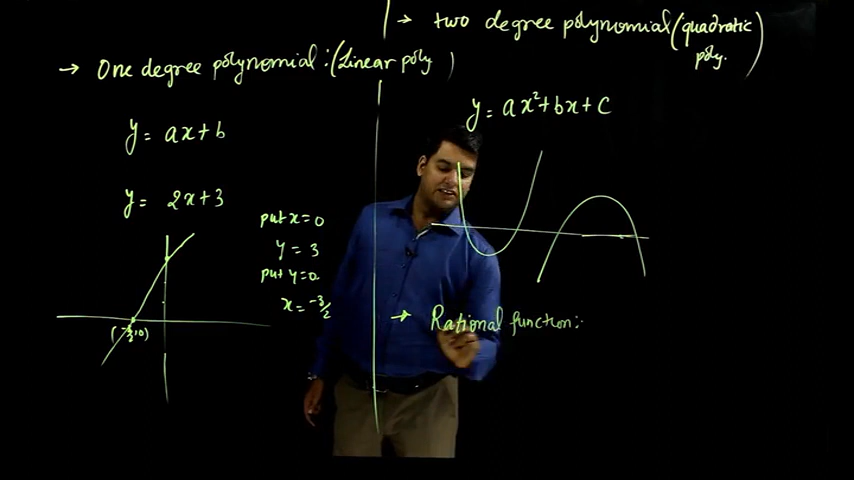 → One degree polynomial :(Linear poly)
y = ax + b
y = 2x + 3
put x = 0
y = 3
put y = 0
x = -3/2
(-3/2, 0)
→ two degree polynomial (quadratic
poly.)
y = ax² + bx + c
→ Rational function :